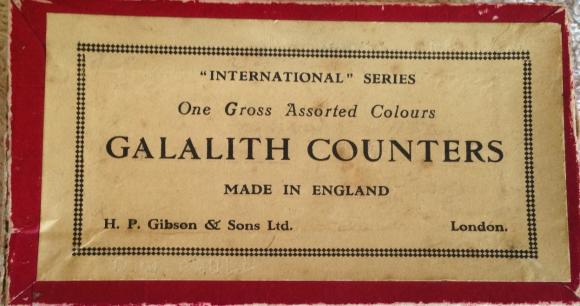 "INTERNATIONAL" SERIES
One Gross Assorted Colours
GALALITH COUNTERS
MADE IN ENGLAND
H. P. Gibson & Sons Ltd. London.